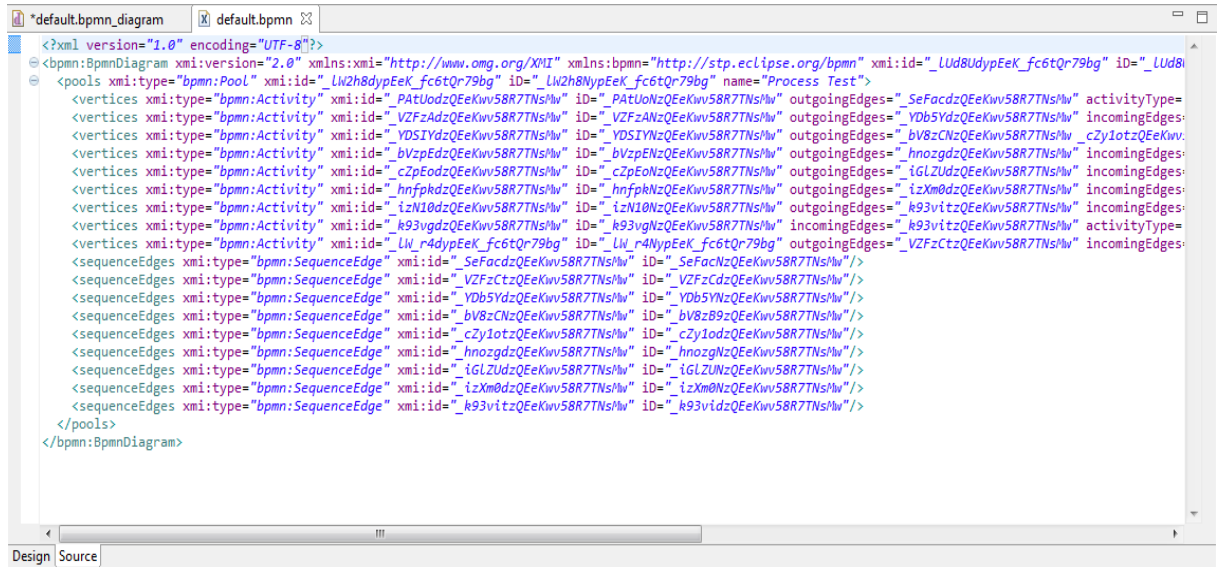 *default.bpmn_diagram default.bpmn
<?xml version="1.0" encoding="UTF-8"?>
<bpmn:BpmnDiagram xmi:version="2.0" xmlns:xmi="http://www.omg.org/XMI" xmlns:bpmn="http://stp.eclipse.org/bpmn" xmi:id="_lUd8UdypEeK_fc6tQr79bg" iD="_lUd8
<pools xmi:type="bpmn:Pool" xmi:id="_lW2h8dypEeK_fc6tQr79bg" iD="_lW2h8NypEeK_fc6tQr79bg" name="Process Test">
<vertices xmi:type="bpmn:Activity" xmi:id="_PAtUodzQEeKwv58R7TNsMw" iD="_PAtUoNzQEeKwv58R7TNsMw" outgoingEdges="_SeFacdzQEeKwv58R7TNsMw" activityType=
<vertices xmi:type="bpmn:Activity" xmi:id="_VZFzAdzQEeKwv58R7TNsMw" iD="_VZFzANzQEeKwv58R7TNsMw" outgoingEdges="_YDb5YdzQEeKwv58R7TNsMw" incomingEdges=
<vertices xmi:type="bpmn:Activity" xmi:id="_YDSIYdzQEeKwv58R7TNsMw" iD="_YDSIYNzQEeKwv58R7TNsMw" outgoingEdges="_bV8zCNzQEeKwv58R7TNsMw _cZy1otzQEeKwv
<vertices xmi:type="bpmn:Activity" xmi:id="_bVzpEdzQEeKwv58R7TNsMw" iD="_bVzpENzQEeKwv58R7TNsMw" outgoingEdges="_hnozgdzQEeKwv58R7TNsMw" incomingEdges
<vertices xmi:type="bpmn:Activity" xmi:id="_cZpEodzQEeKwv58R7TNsMw" iD="_cZpEoNzQEeKwv58R7TNsMw" outgoingEdges="_iGlZUdzQEeKwv58R7TNsMw" incomingEdges=
<vertices xmi:type="bpmn:Activity" xmi:id="_hnfpkdzQEeKwv58R7TNsMw" iD="_hnfpkNzQEeKwv58R7TNsMw" outgoingEdges="_izXm0dzQEeKwv58R7TNsMw" incomingEdges
<vertices xmi:type="bpmn:Activity" xmi:id="_izN10dzQEeKwv58R7TNsMw" iD="_izN10NzQEeKwv58R7TNsMw" outgoingEdges="_k93vitzQEeKwv58R7TNsMw" incomingEdges
<vertices xmi:type="bpmn:Activity" xmi:id="_k93vgdzQEeKwv58R7TNsMw" iD="_k93vgNzQEeKwv58R7TNsMw" incomingEdges="_k93vitzQEeKwv58R7TNsMw" activityType=
<vertices xmi:type="bpmn:Activity" xmi:id="_lW_r4dypEeK_fc6tQr79bg" iD="_lW_r4NypEeK_fc6tQr79bg" outgoingEdges="_VZFzCtzQEeKwv58R7TNsMw" incomingEdges
<sequenceEdges xmi:type="bpmn:SequenceEdge" xmi:id="_SeFacdzQEeKwv58R7TNsMw" iD="_SeFacNzQEeKwv58R7TNsMw"/>
<sequenceEdges xmi:type="bpmn:SequenceEdge" xmi:id="_VZFzCtzQEeKwv58R7TNsMw" iD="_VZFzCdzQEeKwv58R7TNsMw"/>
<sequenceEdges xmi:type="bpmn:SequenceEdge" xmi:id="_YDb5YdzQEeKwv58R7TNsMw" iD="_YDb5YNzQEeKwv58R7TNsMw"/>
<sequenceEdges xmi:type="bpmn:SequenceEdge" xmi:id="_bV8zCNzQEeKwv58R7TNsMw" iD="_bV8zB9zQEeKwv58R7TNsMw"/>
<sequenceEdges xmi:type="bpmn:SequenceEdge" xmi:id="_cZy1otzQEeKwv58R7TNsMw" iD="_cZy1odzQEeKwv58R7TNsMw"/>
<sequenceEdges xmi:type="bpmn:SequenceEdge" xmi:id="_hnozgdzQEeKwv58R7TNsMw" iD="_hnozgNzQEeKwv58R7TNsMw"/>
<sequenceEdges xmi:type="bpmn:SequenceEdge" xmi:id="_iGlZUdzQEeKwv58R7TNsMw" iD="_iGlZUNzQEeKwv58R7TNsMw"/>
<sequenceEdges xmi:type="bpmn:SequenceEdge" xmi:id="_izXm0dzQEeKwv58R7TNsMw" iD="_izXm0NzQEeKwv58R7TNsMw"/>
<sequenceEdges xmi:type="bpmn:SequenceEdge" xmi:id="_k93vitzQEeKwv58R7TNsMw" iD="_k93vidzQEeKwv58R7TNsMw"/>
</pools>
</bpmn:BpmnDiagram>
Design Source